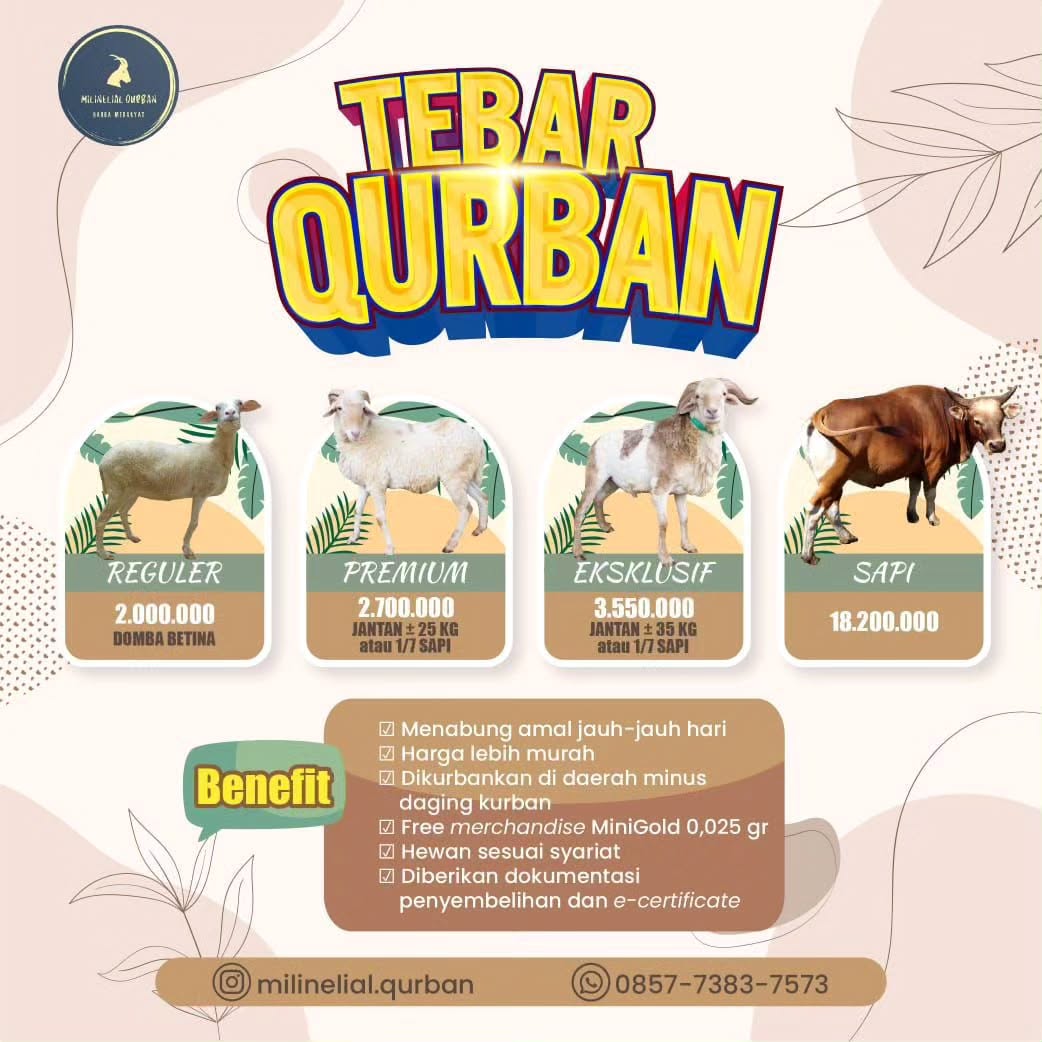 MILINELIAL QURBAN
HARGA MERAKYAT
TEBAR
QURBAN
REGULER
2.000.000
DOMBA BETINA
PREMIUM
2.700.000
JANTAN ± 25 KG
atau 1/7 SAPI
EKSKLUSIF
3.550.000
JANTAN ± 35 KG
atau 1/7 SAPI
SAPI
18.200.000
Benefit
☑ Menabung amal jauh-jauh hari
☑ Harga lebih murah
☑ Dikurbankan di daerah minus
daging kurban
☑ Free merchandise MiniGold 0,025 gr
☑ Hewan sesuai syariat
☑ Diberikan dokumentasi
penyembelihan dan e-certificate
milinelial.qurban
0857-7383-7573